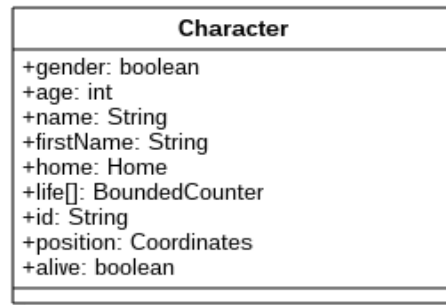 Character
+gender: boolean
+age: int
+name: String
+firstName: String
+home: Home
+life[]: BoundedCounter
+id: String
+position: Coordinates
+alive: boolean